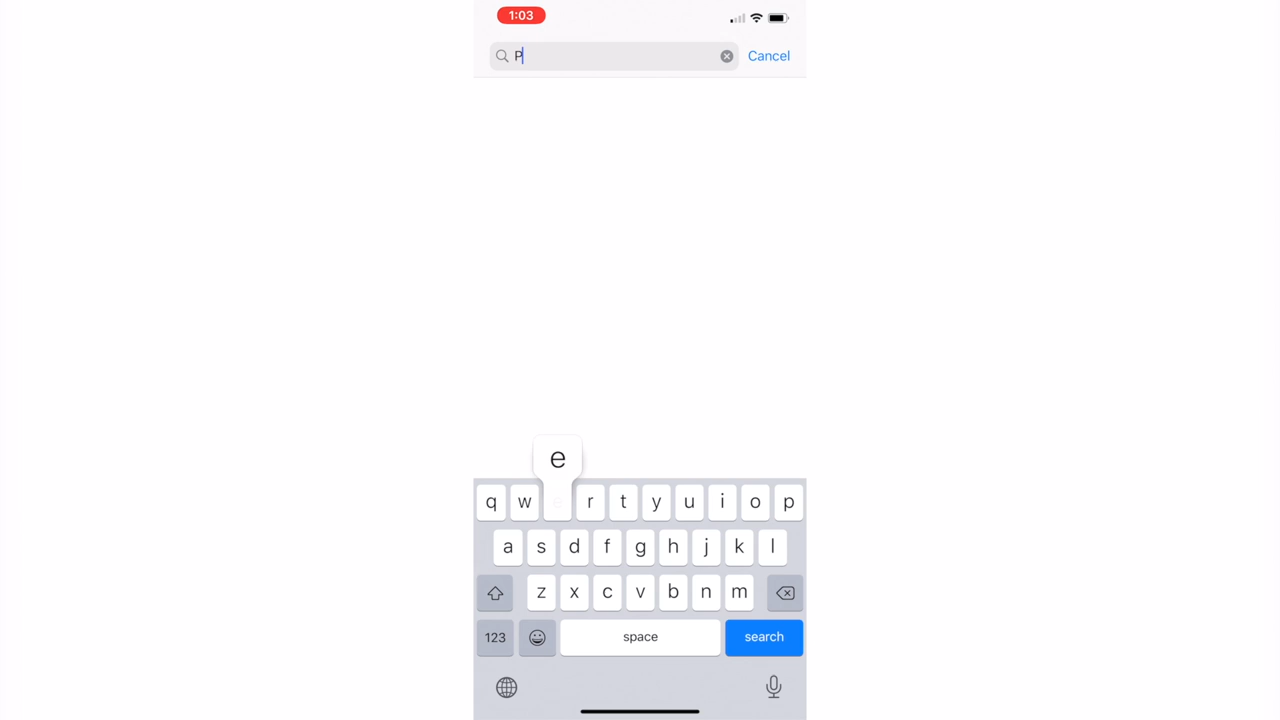 1:03
P
Cancel
e
q w e r t y u i o p
a s d f g h j k l
z x c v b n m
123 space search